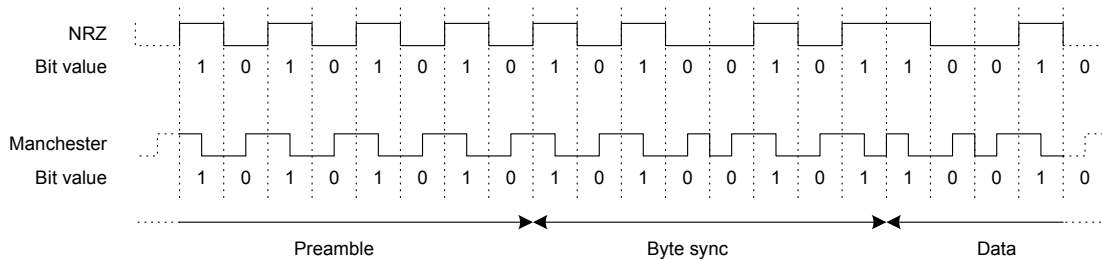 NRZ
Bit value 1 0 1 0 1 0 1 0 1 0 1 0 0 1 0 1 1 0 0 1 0
Manchester
Bit value 1 0 1 0 1 0 1 0 1 0 1 0 0 1 0 1 1 0 0 1 0
Preamble Byte sync Data